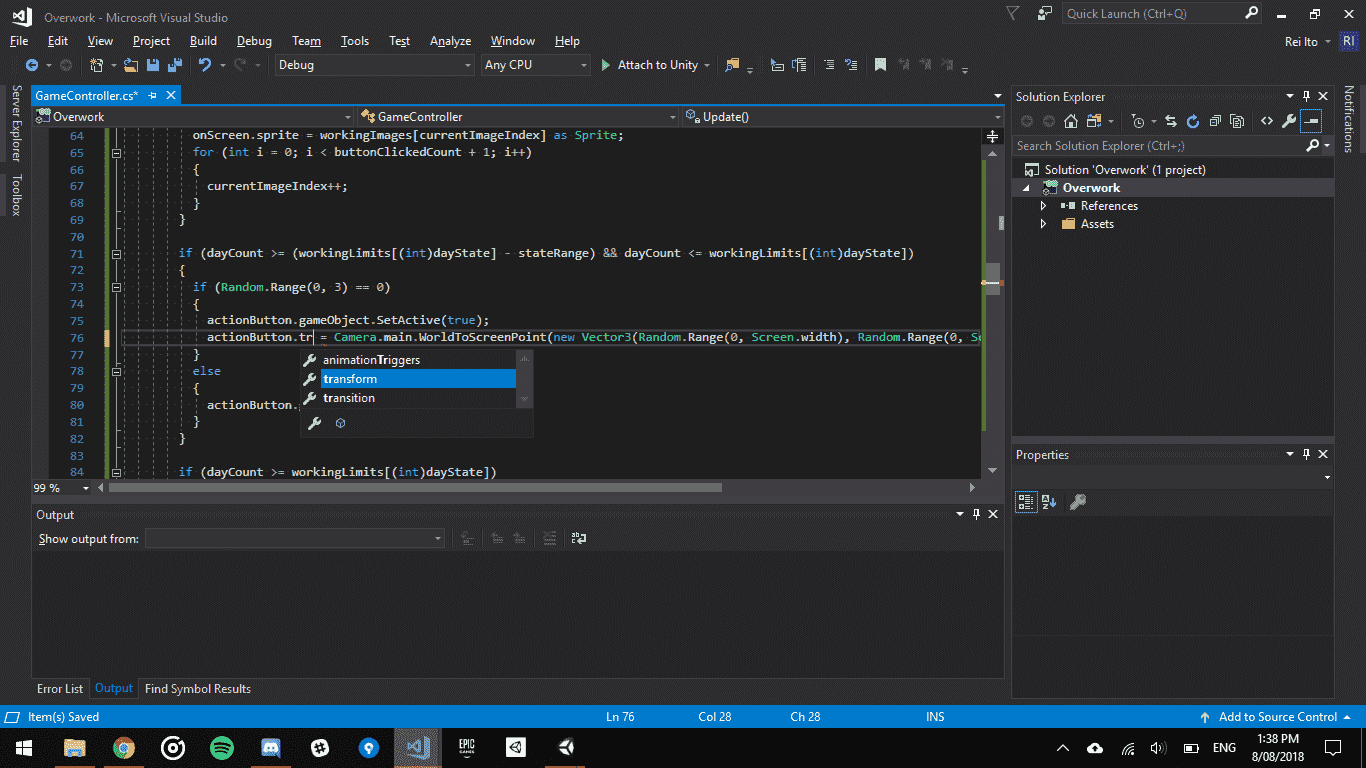 Overwork - Microsoft Visual Studio
Quick Launch (Ctrl+Q)
File Edit View Project Build Debug Team Tools Test Analyze Window Help
Rei Ito RI
Debug Any CPU Attach to Unity
Server Explorer
Toolbox
GameController.cs*
Overwork GameController Update()
64 onScreen.sprite = workingImages[currentImageIndex] as Sprite;
65 for (int i = 0; i < buttonClickedCount + 1; i++)
66 {
67 currentImageIndex++;
68 }
69 }
70
71 if (dayCount >= (workingLimits[(int)dayState] - stateRange) && dayCount <= workingLimits[(int)dayState])
72 {
73 if (Random.Range(0, 3) == 0)
74 {
75 actionButton.gameObject.SetActive(true);
76 actionButton.tr = Camera.main.WorldToScreenPoint(new Vector3(Random.Range(0, Screen.width), Random.Range(0, Sc
77 }
78 else
79 {
80 actionButton.
81 }
82 }
83
84 if (dayCount >= workingLimits[(int)dayState])
animationTriggers
transform
transition
99 %
Output
Show output from:
Error List Output Find Symbol Results
Solution Explorer
Search Solution Explorer (Ctrl+;)
Solution 'Overwork' (1 project)
Overwork
References
Assets
Properties
Notifications
Item(s) Saved Ln 76 Col 28 Ch 28 INS Add to Source Control
EPIC
GAMES
ENG
1:38 PM
8/08/2018